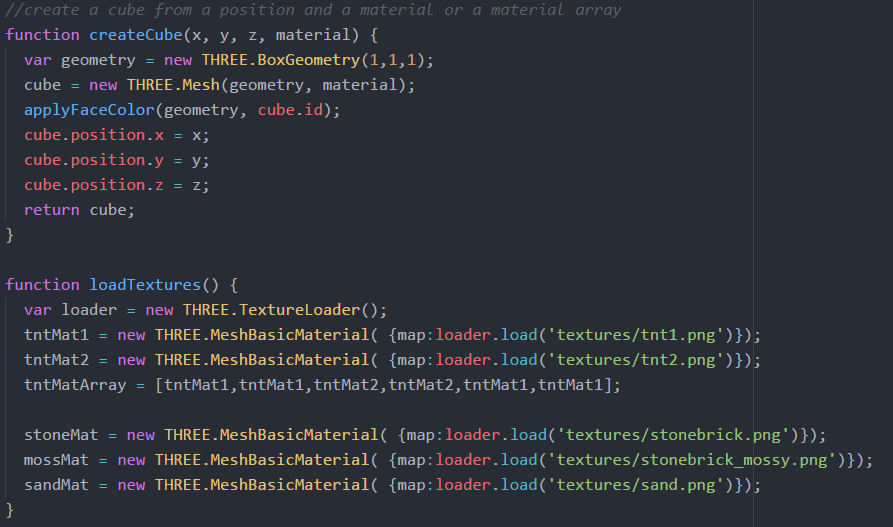 //create a cube from a position and a material or a material array
function createCube(x, y, z, material) {
  var geometry = new THREE.BoxGeometry(1,1,1);
  cube = new THREE.Mesh(geometry, material);
  applyFaceColor(geometry, cube.id);
  cube.position.x = x;
  cube.position.y = y;
  cube.position.z = z;
  return cube;
}

function loadTextures() {
  var loader = new THREE.TextureLoader();
  tntMat1 = new THREE.MeshBasicMaterial( {map:loader.load('textures/tnt1.png')});
  tntMat2 = new THREE.MeshBasicMaterial( {map:loader.load('textures/tnt2.png')});
  tntMatArray = [tntMat1,tntMat1,tntMat2,tntMat2,tntMat1,tntMat1];

  stoneMat = new THREE.MeshBasicMaterial( {map:loader.load('textures/stonebrick.png')});
  mossMat = new THREE.MeshBasicMaterial( {map:loader.load('textures/stonebrick_mossy.png')});
  sandMat = new THREE.MeshBasicMaterial( {map:loader.load('textures/sand.png')});
}